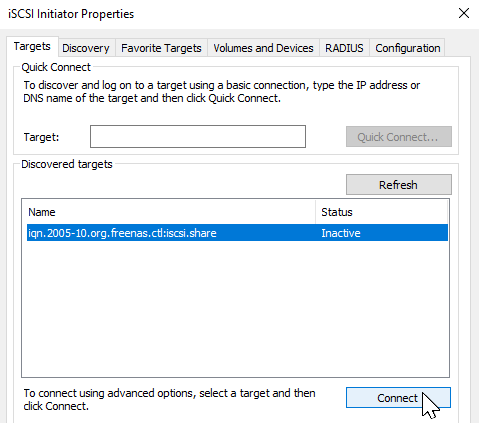 iSCSI Initiator Properties
Targets Discovery Favorite Targets Volumes and Devices RADIUS Configuration
Quick Connect
To discover and log on to a target using a basic connection, type the IP address or
DNS name of the target and then click Quick Connect.
Target: Quick Connect...
Discovered targets
Refresh
Name Status
iqn.2005-10.org.freenas.ctl:iscsi.share Inactive
To connect using advanced options, select a target and then
click Connect.
Connect